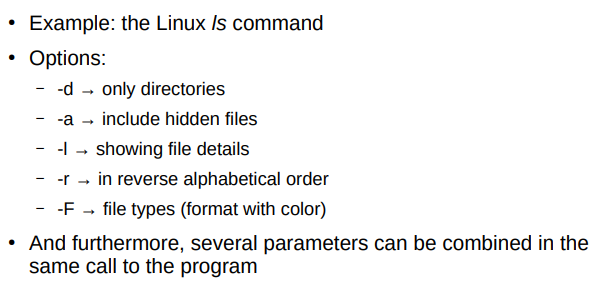 • Example: the Linux ls command
• Options:
– -d → only directories
– -a → include hidden files
– -l → showing file details
– -r → in reverse alphabetical order
– -F → file types (format with color)
• And furthermore, several parameters can be combined in the
same call to the program